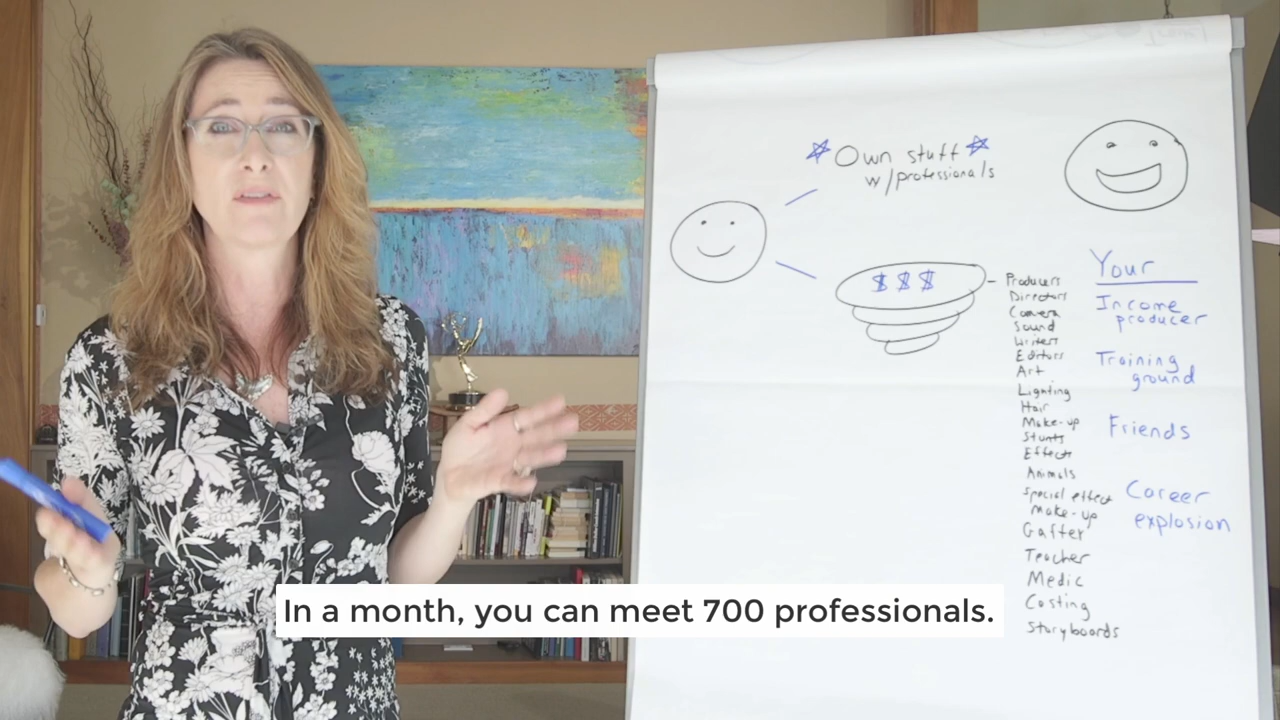 Own stuff
w/professionals
$ $ $
Producers
Directors
Camera
Sound
Writers
Editors
Art
Lighting
Hair
Make-up
Stunts
Effects
Animals
Special effect
Make-up
Gaffer
Teacher
Medic
Casting
Storyboards
Your
Income
producer
Training
ground
Friends
Career
explosion
In a month, you can meet 700 professionals.